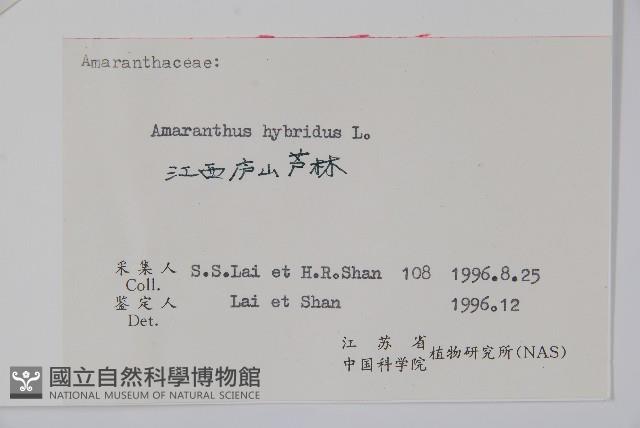 Amaranthaceae:
Amaranthus hybridus L.
江西庐山芦林
采集人 S.S.Lai et H.R.Shan 108 1996.8.25
Coll.
鉴定人 Lai et Shan 1996.12
Det.
江苏省
中国科学院 植物研究所(NAS)
國立自然科學博物館
NATIONAL MUSEUM OF NATURAL SCIENCE